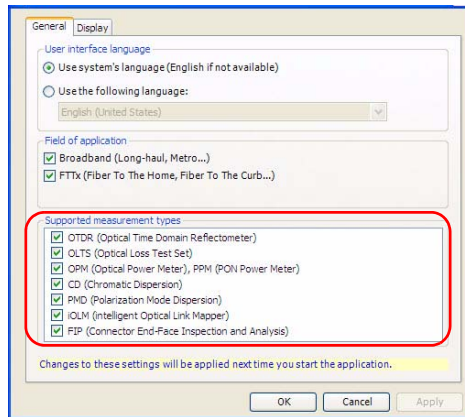 General Display
User interface language
Use system's language (English if not available)
Use the following language:
English (United States)
Field of application
Broadband (Long-haul, Metro...)
FTTx (Fiber To The Home, Fiber To The Curb...)
Supported measurement types
OTDR (Optical Time Domain Reflectometer)
OLTS (Optical Loss Test Set)
OPM (Optical Power Meter), PPM (PON Power Meter)
CD (Chromatic Dispersion)
PMD (Polarization Mode Dispersion)
iOLM (intelligent Optical Link Mapper)
FIP (Connector End-Face Inspection and Analysis)
Changes to these settings will be applied next time you start the application.
OK Cancel Apply